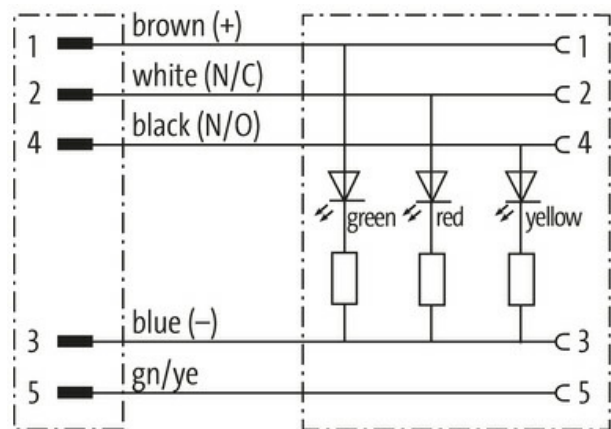 1 brown (+) 1
2 white (N/C) 2
4 black (N/O) 4
green red yellow
3 blue (–) 3
5 gn/ye 5